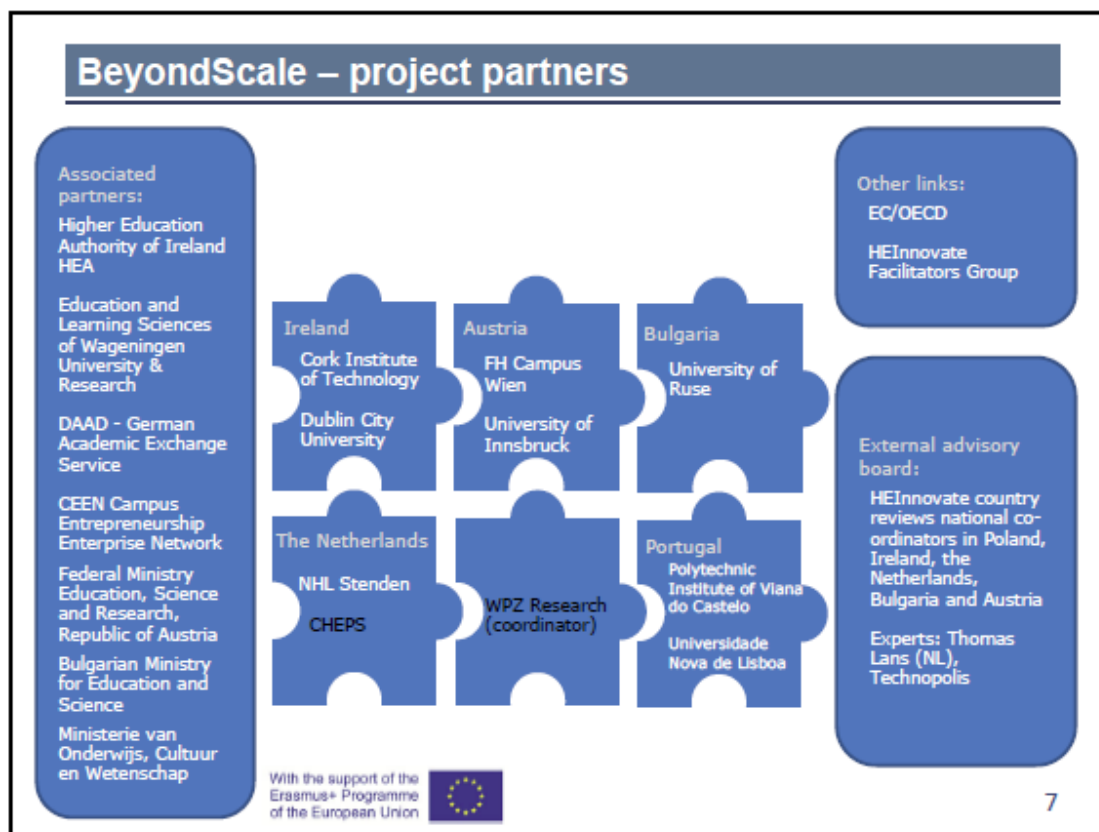 BeyondScale – project partners
Associated
partners:
Higher Education
Authority of Ireland
HEA
Education and
Learning Sciences
of Wageningen
University &
Research
DAAD - German
Academic Exchange
Service
CEEN Campus
Entrepreneurship
Enterprise Network
Federal Ministry
Education, Science
and Research,
Republic of Austria
Bulgarian Ministry
for Education and
Science
Ministerie van
Onderwijs, Cultuur
en Wetenschap
Ireland
Cork Institute
of Technology
Dublin City
University
Austria
FH Campus
Wien
University of
Innsbruck
Bulgaria
University of
Ruse
The Netherlands
NHL Stenden
CHEPS
WPZ Research
(coordinator)
Portugal
Polytechnic
Institute of Viana
do Castelo
Universidade
Nova de Lisboa
Other links:
EC/OECD
HEInnovate
Facilitators Group
External advisory
board:
HEInnovate country
reviews national co-
ordinators in Poland,
Ireland, the
Netherlands,
Bulgaria and Austria
Experts: Thomas
Lans (NL),
Technopolis
With the support of the
Erasmus+ Programme
of the European Union
7